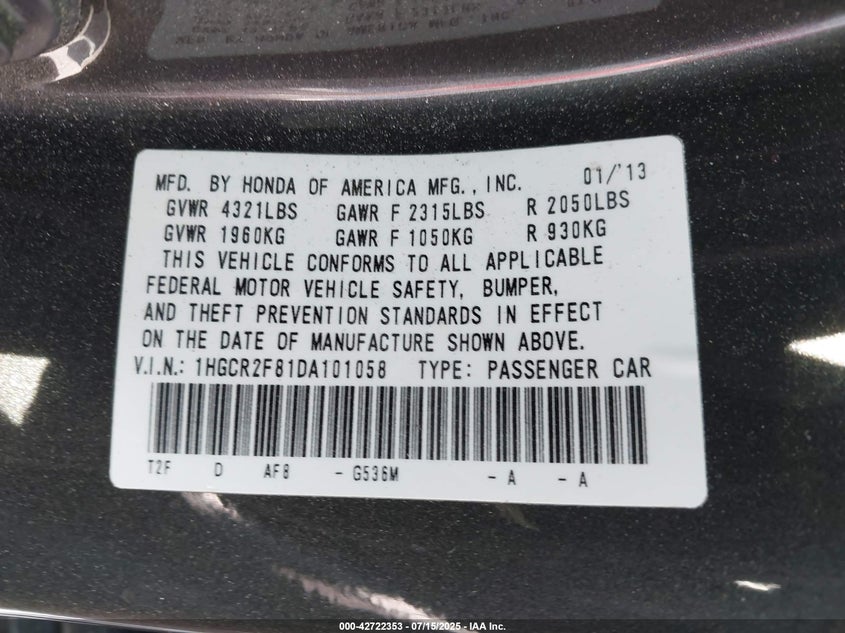 MFD. BY HONDA OF AMERICA MFG., INC. 01/'13
GVWR 4321LBS GAWR F 2315LBS R 2050LBS
GVWR 1960KG GAWR F 1050KG R 930KG
THIS VEHICLE CONFORMS TO ALL APPLICABLE
FEDERAL MOTOR VEHICLE SAFETY, BUMPER,
AND THEFT PREVENTION STANDARDS IN EFFECT
ON THE DATE OF MANUFACTURE SHOWN ABOVE.
V.I.N.: 1HGCR2F81DA101058 TYPE: PASSENGER CAR
T2F D AF8 - G536M - A - A
000-42722353 - 07/15/2025 - IAA Inc.